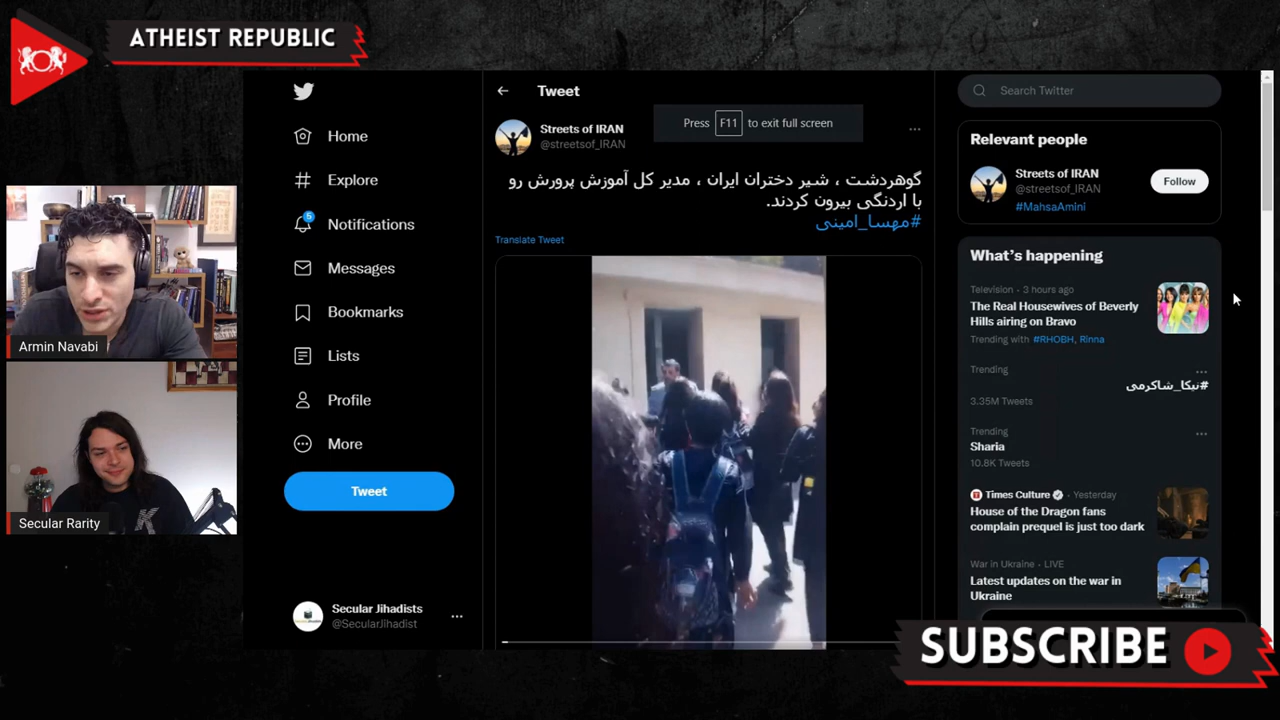 ATHEIST REPUBLIC
Armin Navabi
Secular Rarity
Home
Explore
5
Notifications
Messages
Bookmarks
Lists
Profile
More
Tweet
Secular Jihadists
@SecularJihadist
Tweet
Press F11 to exit full screen
Streets of IRAN
@streetsof_IRAN
گوهردشت ، شیر دختران ایران ، مدیر کل آموزش پرورش رو
با اردنگی بیرون کردند.
#مهسا_امینی
Translate Tweet
Search Twitter
Relevant people
Streets of IRAN
@streetsof_IRAN
Follow
#MahsaAmini
What's happening
Television · 3 hours ago
The Real Housewives of Beverly
Hills airing on Bravo
Trending with #RHOBH, Rinna
Trending
#نیکا_شاکرمی
3.35M Tweets
Trending
Sharia
10.8K Tweets
Times Culture · Yesterday
House of the Dragon fans
complain prequel is just too dark
War in Ukraine · LIVE
Latest updates on the war in
Ukraine
SUBSCRIBE